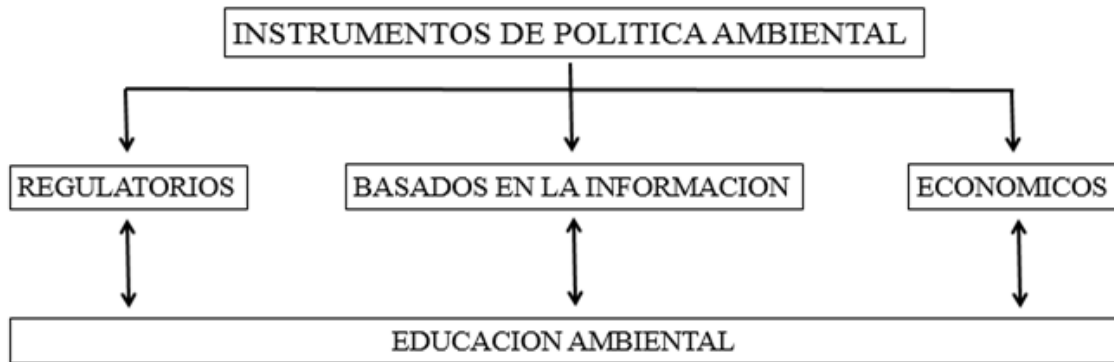 INSTRUMENTOS DE POLITICA AMBIENTAL
REGULATORIOS
BASADOS EN LA INFORMACION
ECONOMICOS
EDUCACION AMBIENTAL